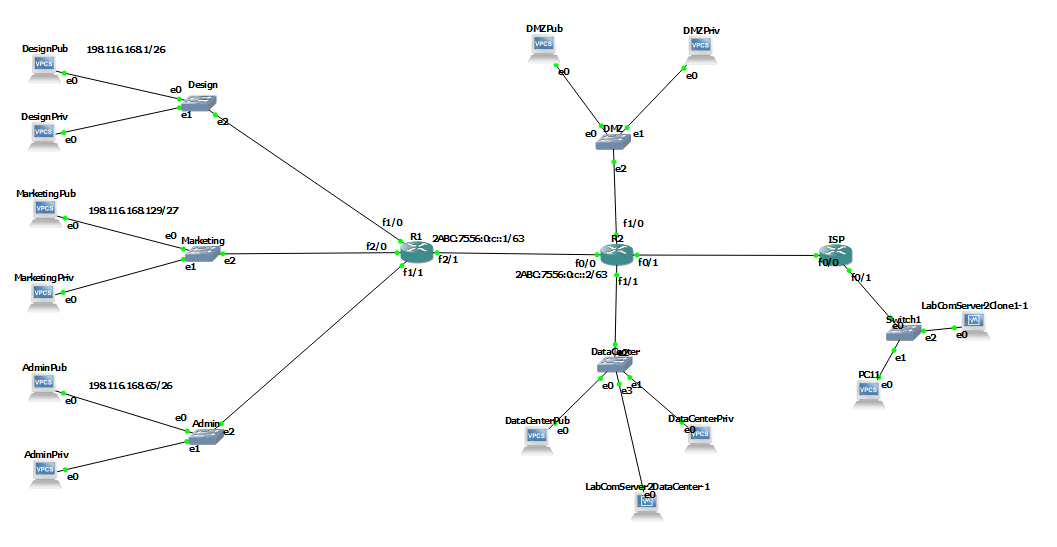 DMZPub
DMZPriv
VPCS
VPCS
e0
e0
DesignPub
198.116.168.1/26
VPCS
e0
e0
Design
DesignPriv
e1
e2
VPCS
e0
DMZ
e0
e1
e2
MarketingPub
198.116.168.129/27
VPCS
e0
e0
Marketing
e1
e2
MarketingPriv
VPCS
e0
f1/0
f2/0
R1
2ABC:7556:0:c::1/63
f2/1
f1/1
f1/0
R2
f0/0
f0/1
2ABC:7556:0:c::2/63
f1/1
ISP
f0/0
f0/1
LabComServer2Clone1-1
Switch1
e0
e2
e0
e1
PC11
VPCS
e0
AdminPub
198.116.168.65/26
VPCS
e0
e0
Admin
e2
e1
AdminPriv
VPCS
e0
DataCenter
e0
e1
e3
DataCenterPub
VPCS
e0
DataCenterPriv
VPCS
e0
LabComServer2DataCenter-1
e0